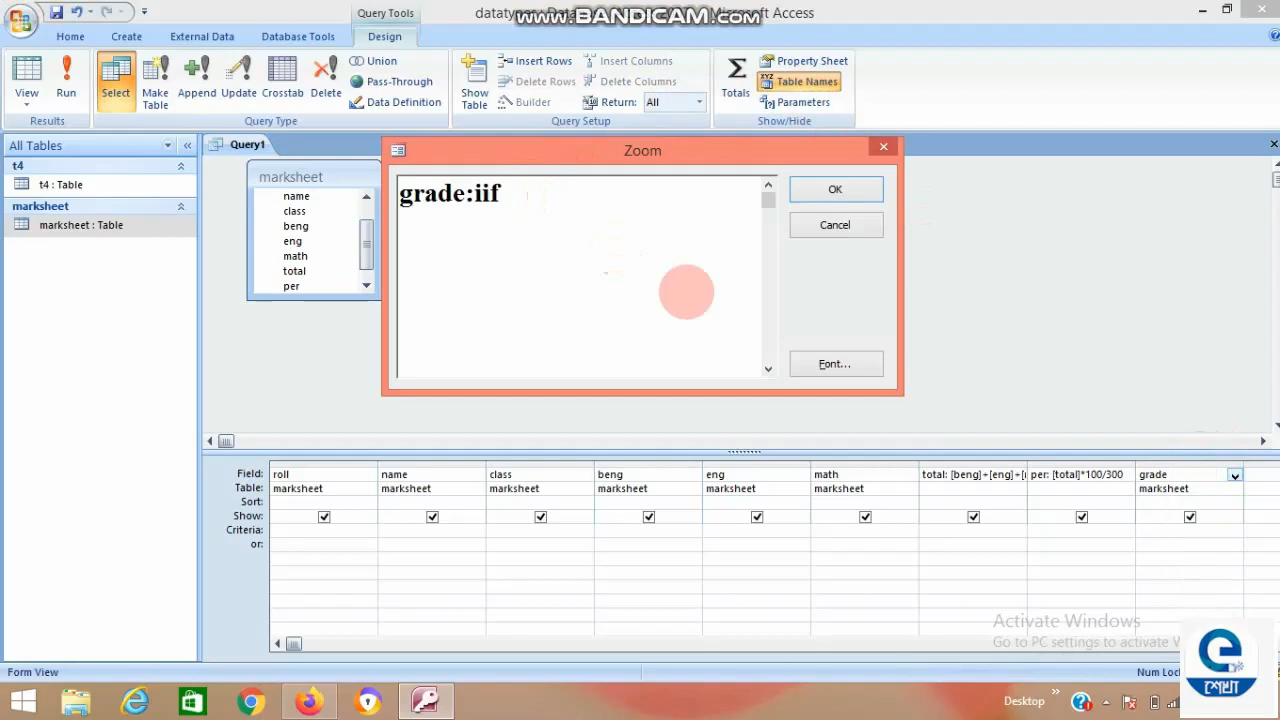 Query Tools
datatype
Microsoft Access
www.BANDICAM.com
Home
Create
External Data
Database Tools
Design
View
Run
Select
Make Table
Append
Update
Crosstab
Delete
Union
Pass-Through
Data Definition
Show Table
Insert Rows
Delete Rows
Builder
Insert Columns
Delete Columns
Return:
All
Totals
Property Sheet
Table Names
Parameters
Results
Query Type
Query Setup
Show/Hide
All Tables
t4
t4 : Table
marksheet
marksheet : Table
Query1
marksheet
name
class
beng
eng
math
total
per
Zoom
grade:iif
OK
Cancel
Font...
Field: roll name class beng eng math total: [beng]+[eng]+[ per: [total]*100/300 grade
Table: marksheet marksheet marksheet marksheet marksheet marksheet marksheet
Sort:
Show:
Criteria:
or:
Activate Windows
Go to PC settings to activate W
Form View
Num Lock
Desktop
e
শেখা